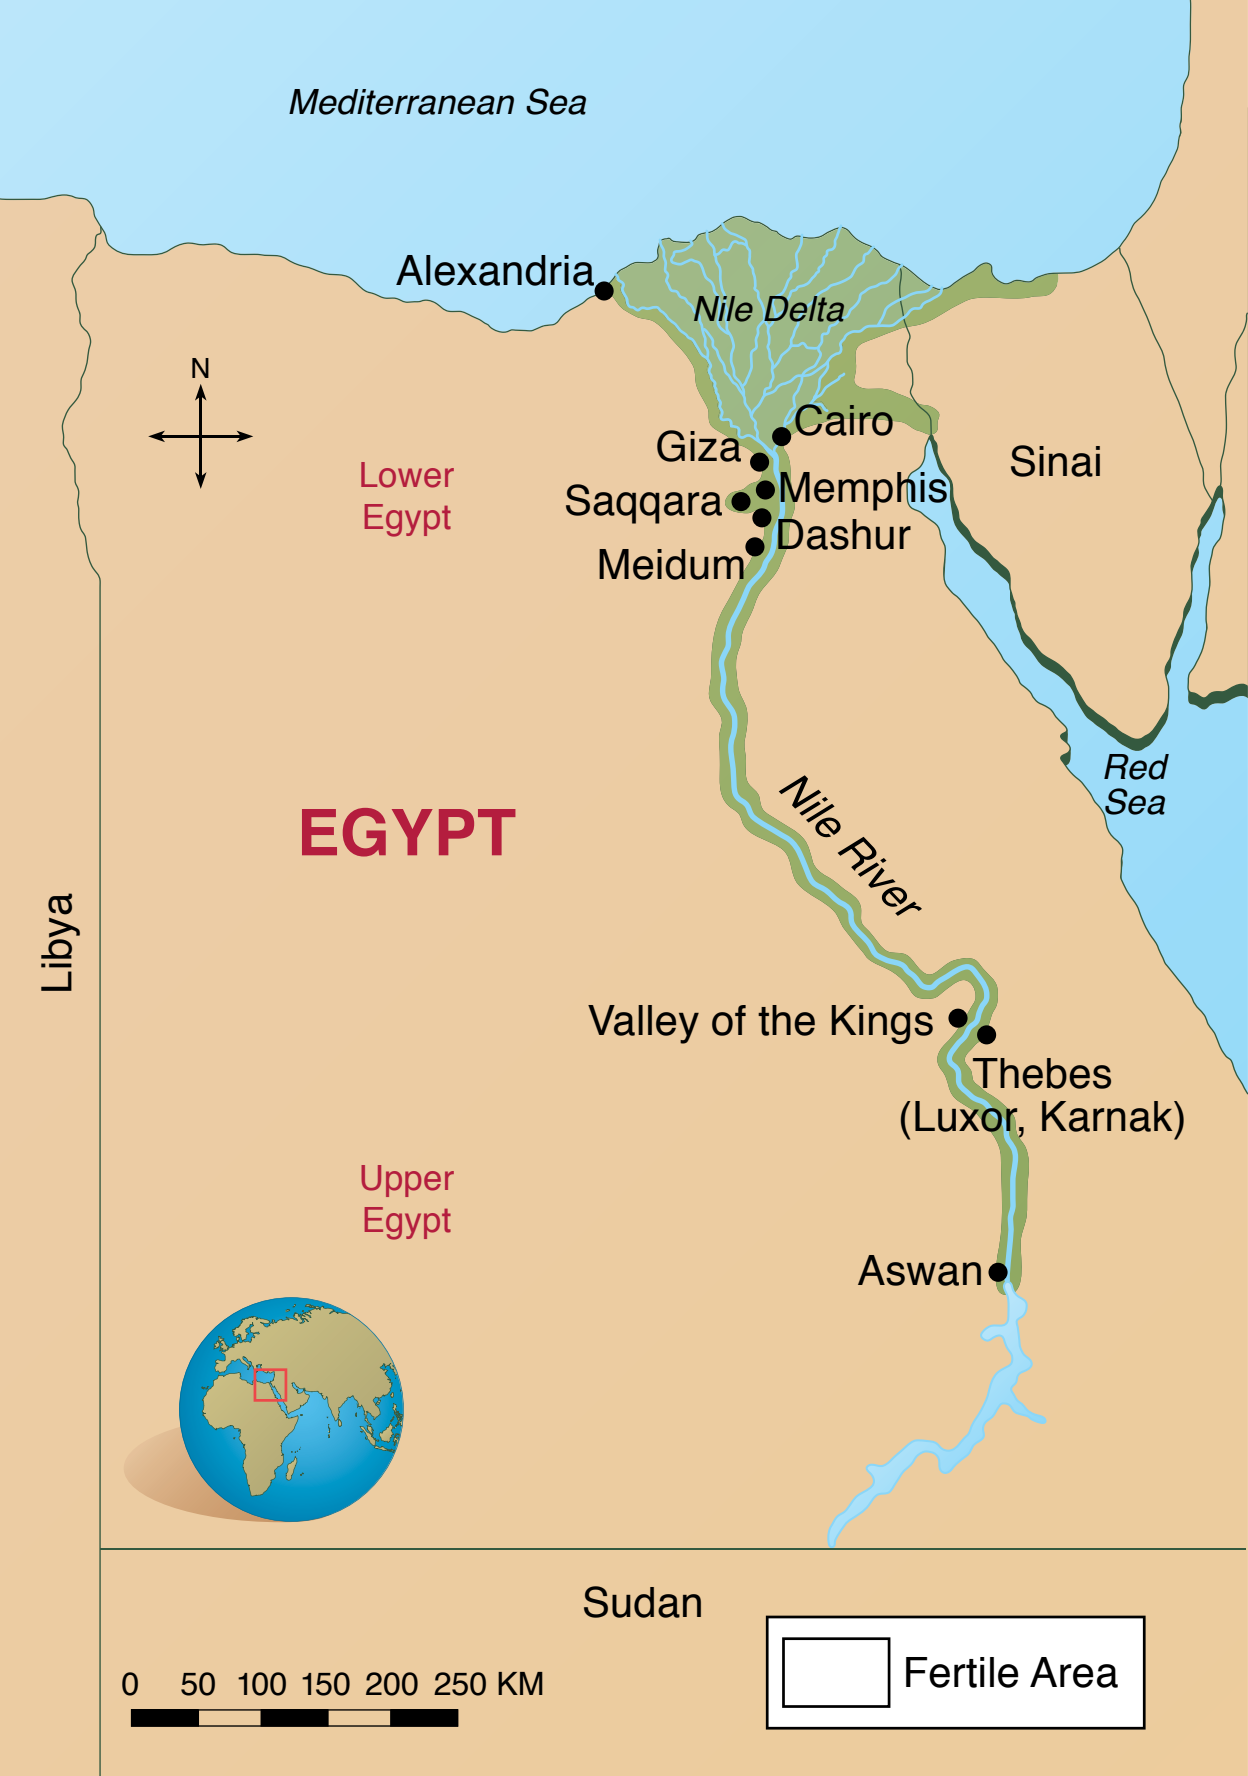 Mediterranean Sea
Alexandria
Nile Delta
N
Cairo
Giza
Lower
Egypt
Sinai
Memphis
Saqqara
Dashur
Meidum
Red
Sea
Nile River
EGYPT
Libya
Valley of the Kings
Thebes
(Luxor, Karnak)
Upper
Egypt
Aswan
Sudan
Fertile Area
0 50 100 150 200 250 KM